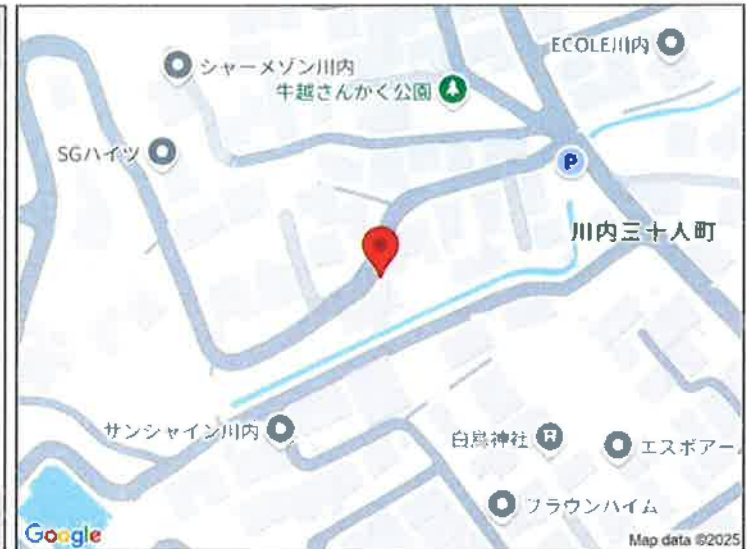 ECOLE川内
シャーメゾン川内
牛越さんかく公園
SGハイツ
P
川内三十人町
サンシャイン川内
白鳥神社
エスポアー
ブラウンハイム
Google
Map data ©2025